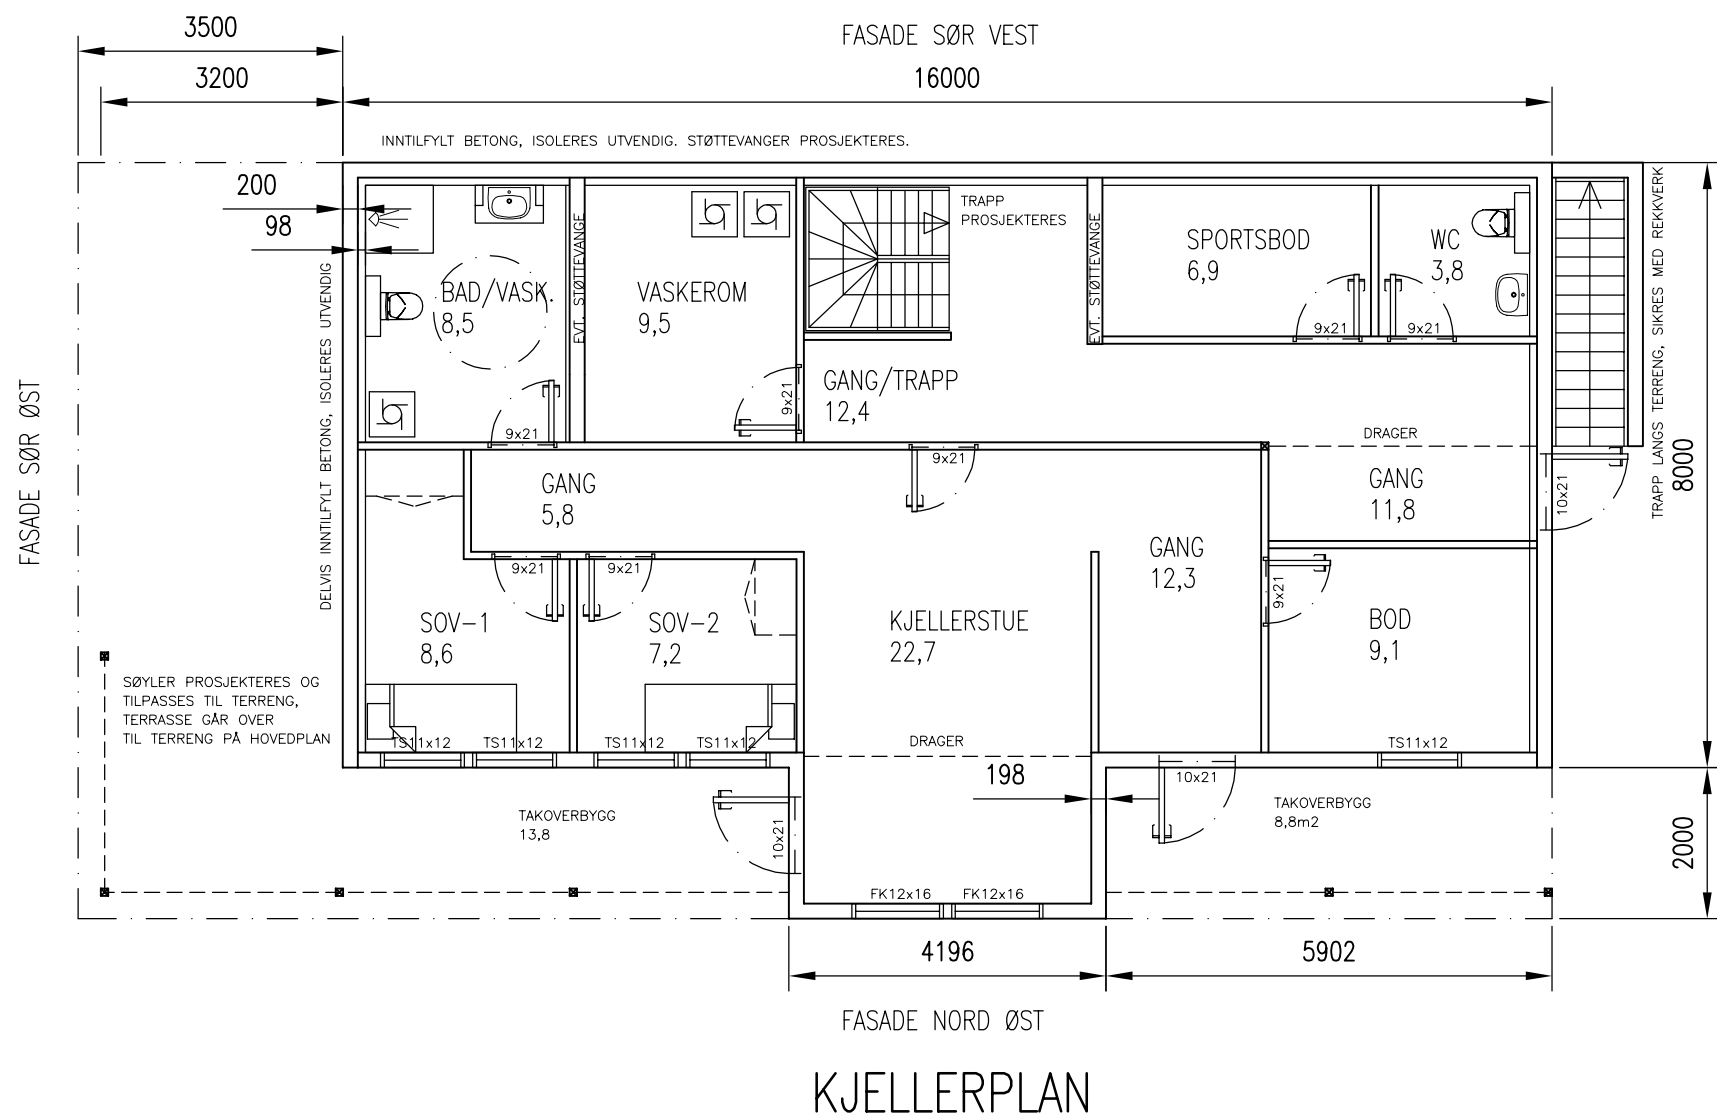 3500
FASADE SØR VEST
3200
16000
INNTILFYLT BETONG, ISOLERES UTVENDIG. STØTTEVANGER PROSJEKTERES.
200
98
TRAPP
PROSJEKTERES
EVT. STØTTEVANGE
EVT. STØTTEVANGE
BAD/VASK.
8,5
VASKEROM
9,5
SPORTSBOD
6,9
WC
3,8
9x21
9x21
GANG/TRAPP
12,4
9x21
9x21
DELVIS INNTILFYLT BETONG, ISOLERES UTVENDIG
FASADE SØR ØST
TRAPP LANGS TERRENG, SIKRES MED REKKVERK
8000
DRAGER
9x21
GANG
5,8
GANG
11,8
10x21
GANG
12,3
9x21
9x21
9x21
SOV-1
8,6
SOV-2
7,2
KJELLERSTUE
22,7
BOD
9,1
SØYLER PROSJEKTERES OG
TILPASSES TIL TERRENG,
TERRASSE GÅR OVER
TIL TERRENG PÅ HOVEDPLAN
TS11x12
TS11x12
TS11x12
TS11x12
DRAGER
TS11x12
198
10x21
TAKOVERBYGG
13,8
10x21
TAKOVERBYGG
8,8m2
2000
FK12x16
FK12x16
4196
5902
FASADE NORD ØST
KJELLERPLAN